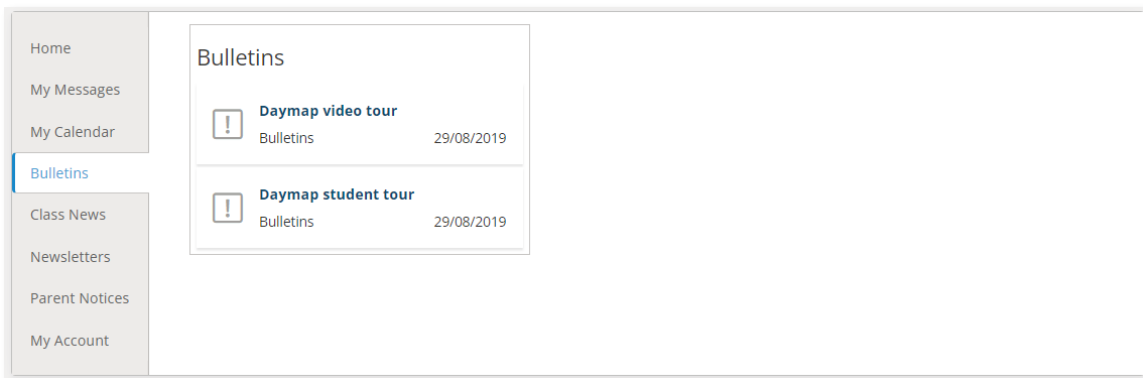 Home
My Messages
My Calendar
Bulletins
Class News
Newsletters
Parent Notices
My Account
Bulletins
Daymap video tour
Bulletins 29/08/2019
Daymap student tour
Bulletins 29/08/2019